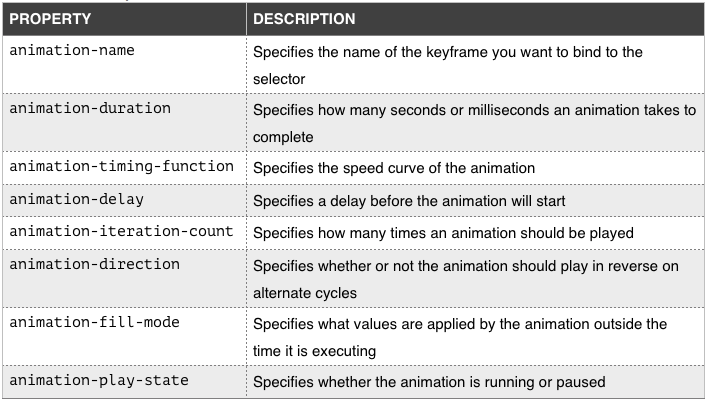 PROPERTY DESCRIPTION
animation-name Specifies the name of the keyframe you want to bind to the
selector
animation-duration Specifies how many seconds or milliseconds an animation takes to
complete
animation-timing-function Specifies the speed curve of the animation
animation-delay Specifies a delay before the animation will start
animation-iteration-count Specifies how many times an animation should be played
animation-direction Specifies whether or not the animation should play in reverse on
alternate cycles
animation-fill-mode Specifies what values are applied by the animation outside the
time it is executing
animation-play-state Specifies whether the animation is running or paused